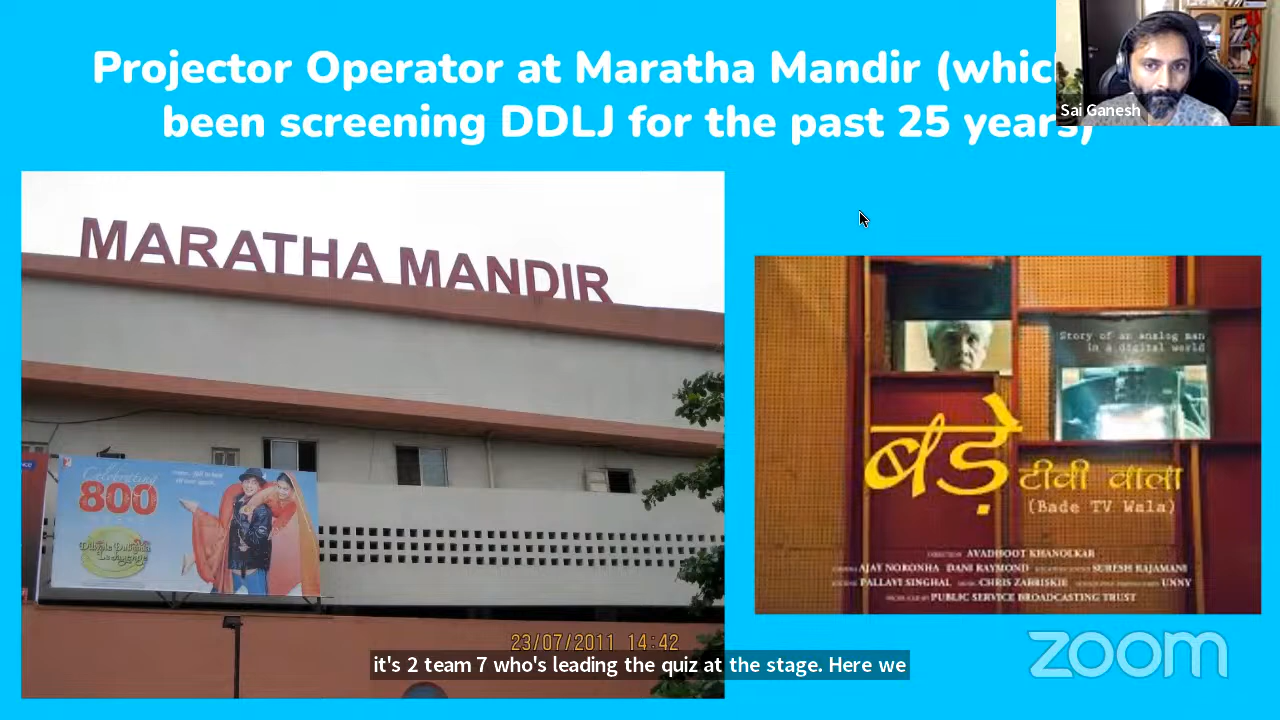 Projector Operator at Maratha Mandir (whic
been screening DDLJ for the past 25 years)
Sai Ganesh
MARATHA MANDIR
Celebrating
800
Dilwale Dulhania
Le Jayenge
23/07/2011 14:42
Story of an analog man
in a digital world
बड़े टीवी वाला
(Bade TV Wala)
DIRECTION AVADHOOT KHANOLKAR
AJAY NORONHA DANI RAYMOND SURESH RAJAMANI
PALLAVI SINGHAL CHRIS ZABRISKIE UNNY
PUBLIC SERVICE BROADCASTING TRUST
it's 2 team 7 who's leading the quiz at the stage. Here we
zoom